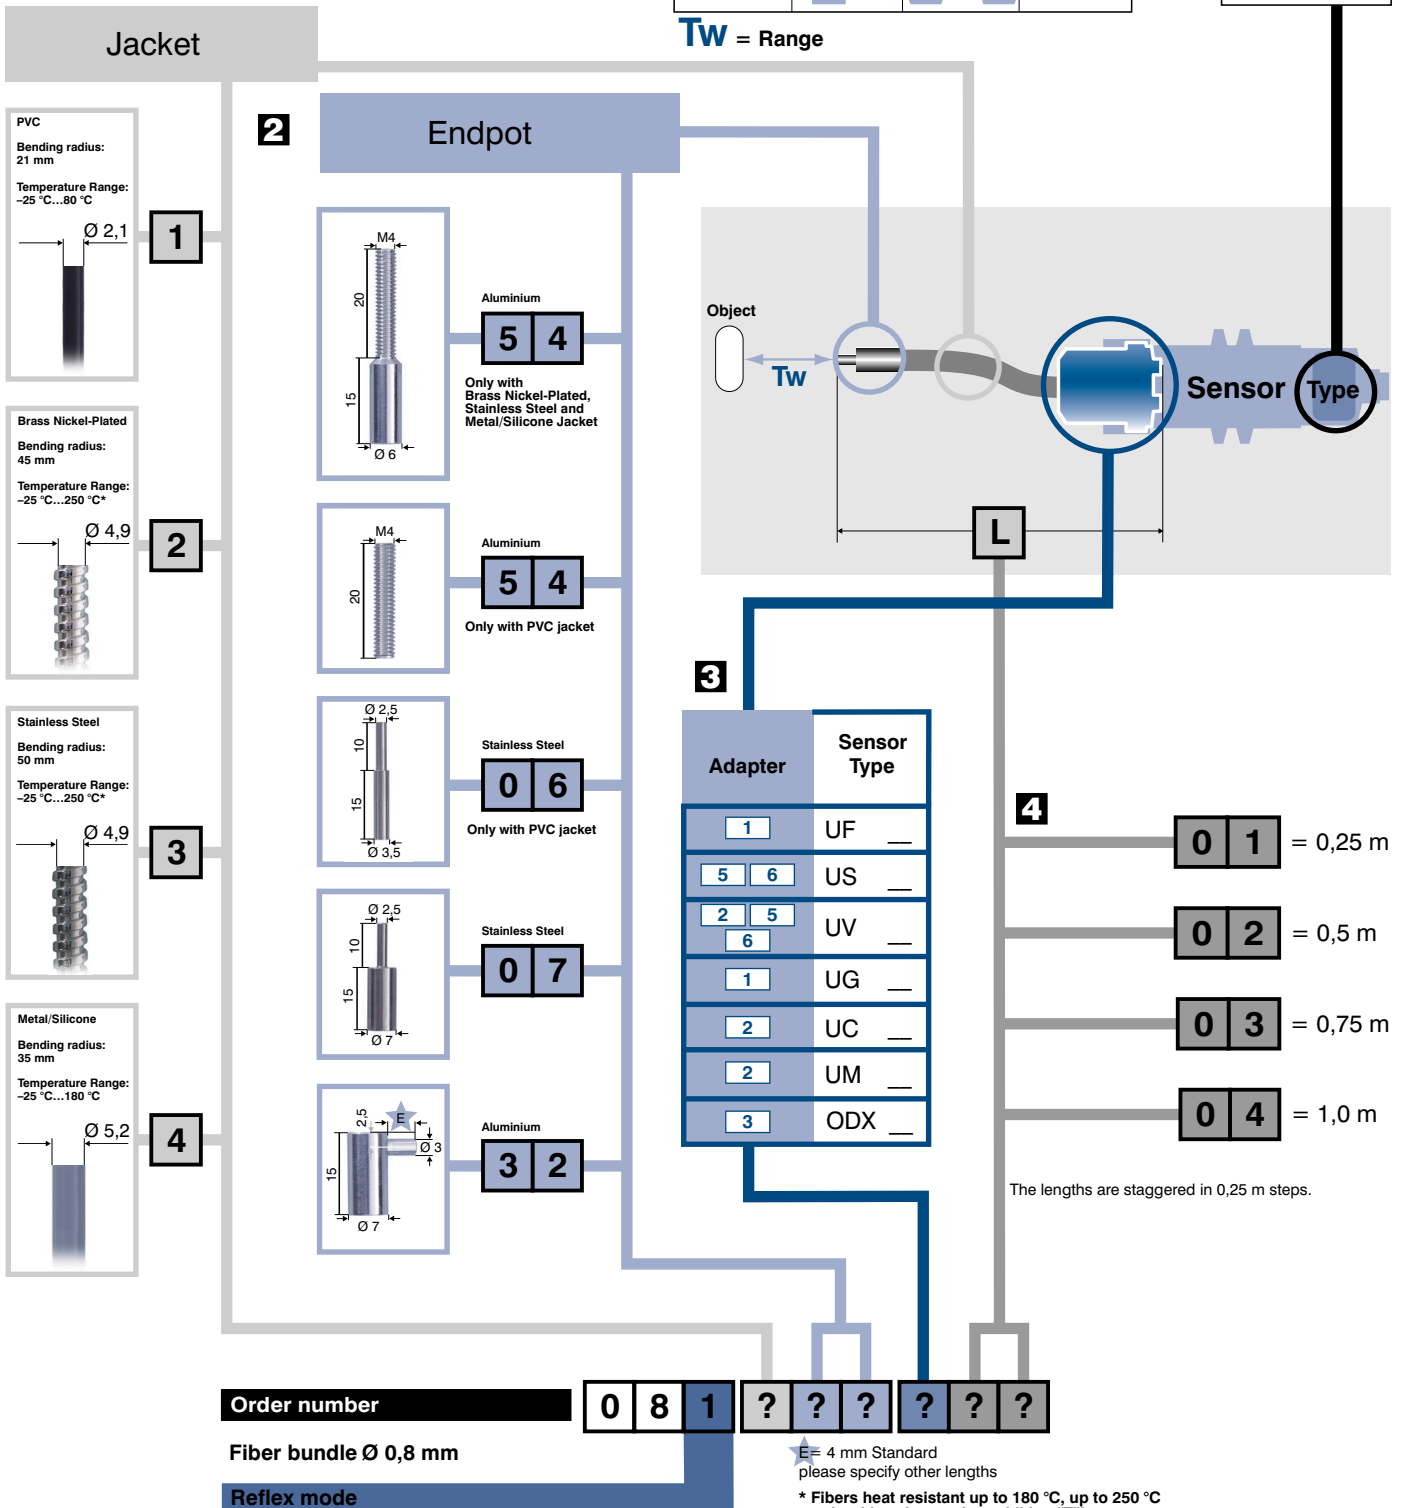 Jacket
Tw = Range
PVC
Bending radius:
21 mm
Temperature Range:
–25 °C...80 °C
Ø 2,1
1
Brass Nickel-Plated
Bending radius:
45 mm
Temperature Range:
–25 °C...250 °C*
Ø 4,9
2
Stainless Steel
Bending radius:
50 mm
Temperature Range:
–25 °C...250 °C*
Ø 4,9
3
Metal/Silicone
Bending radius:
35 mm
Temperature Range:
–25 °C...180 °C
Ø 5,2
4
2
Endpot
M4
20
15
Ø 6
Aluminium
5 4
Only with
Brass Nickel-Plated,
Stainless Steel and
Metal/Silicone Jacket
M4
20
Aluminium
5 4
Only with PVC jacket
Ø 2,5
10
15
Ø 3,5
Stainless Steel
0 6
Only with PVC jacket
Ø 2,5
10
15
Ø 7
Stainless Steel
0 7
2,5
E
Ø 3
15
Ø 7
Aluminium
3 2
Object
Tw
Sensor
Type
L
3
Adapter
Sensor
Type
1 UF __
5 6 US __
2 5 6 UV __
1 UG __
2 UC __
2 UM __
3 ODX __
4
0 1 = 0,25 m
0 2 = 0,5 m
0 3 = 0,75 m
0 4 = 1,0 m
The lengths are staggered in 0,25 m steps.
Order number
0 8 1 ? ? ? ? ? ?
Fiber bundle Ø 0,8 mm
E= 4 mm Standard
please specify other lengths
Reflex mode
* Fibers heat resistant up to 180 °C, up to 250 °C